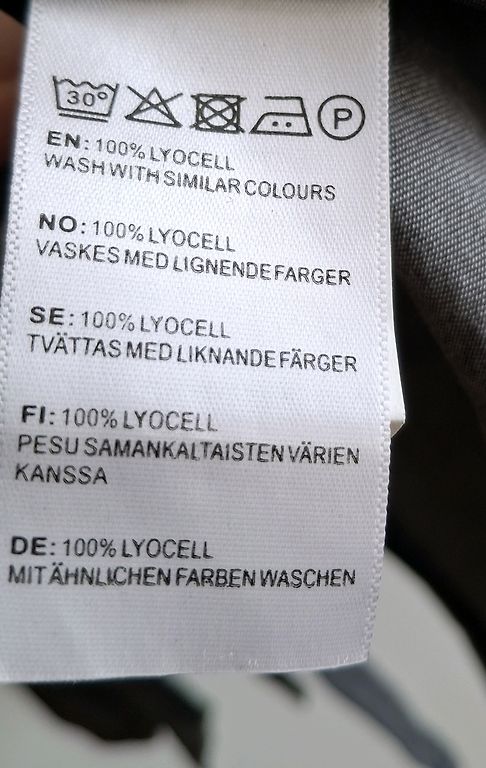 30° P
EN: 100% LYOCELL
WASH WITH SIMILAR COLOURS
NO: 100% LYOCELL
VASKES MED LIGNENDE FARGER
SE: 100% LYOCELL
TVÄTTAS MED LIKNANDE FÄRGER
FI: 100% LYOCELL
PESU SAMANKALTAISTEN VÄRIEN
KANSSA
DE: 100% LYOCELL
MIT ÄHNLICHEN FARBEN WASCHEN